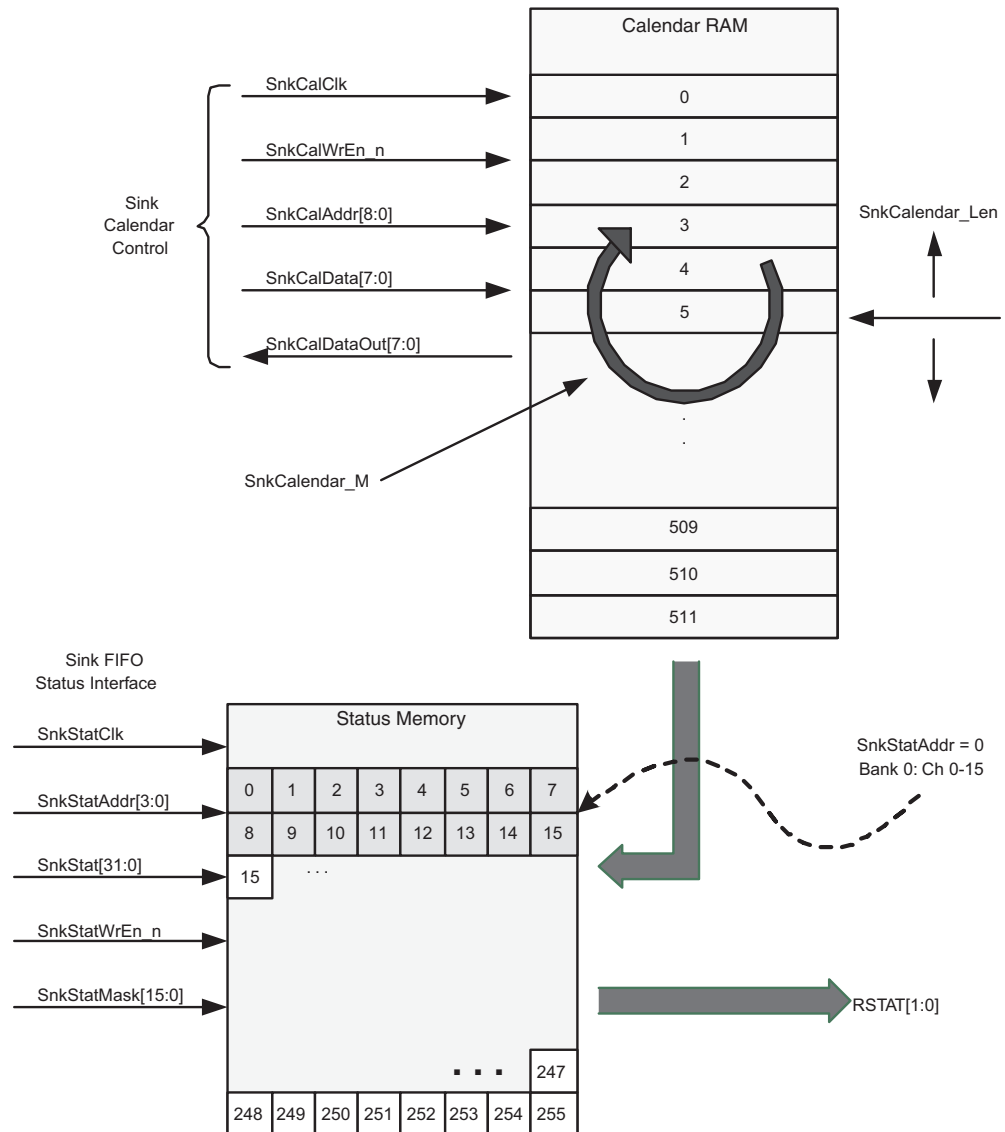 Calendar RAM
SnkCalClk
0
SnkCalWrEn_n
1
2
Sink
Calendar
Control
SnkCalAddr[8:0]
3
SnkCalendar_Len
4
SnkCalData[7:0]
5
SnkCalDataOut[7:0]
.
.
SnkCalendar_M
509
510
511
Sink FIFO
Status Interface
Status Memory
SnkStatClk
SnkStatAddr = 0
Bank 0: Ch 0-15
SnkStatAddr[3:0]
0 1 2 3 4 5 6 7
8 9 10 11 12 13 14 15
SnkStat[31:0]
15 . . .
SnkStatWrEn_n
SnkStatMask[15:0]
RSTAT[1:0]
. . . 247
248 249 250 251 252 253 254 255